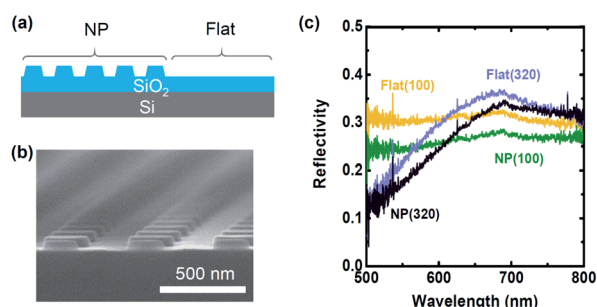 (a)
NP
Flat
SiO₂
Si
(b)
500 nm
(c)
Reflectivity
0.5
0.4
0.3
0.2
0.1
0.0
Flat(320)
Flat(100)
NP(100)
NP(320)
500 600 700 800
Wavelength (nm)